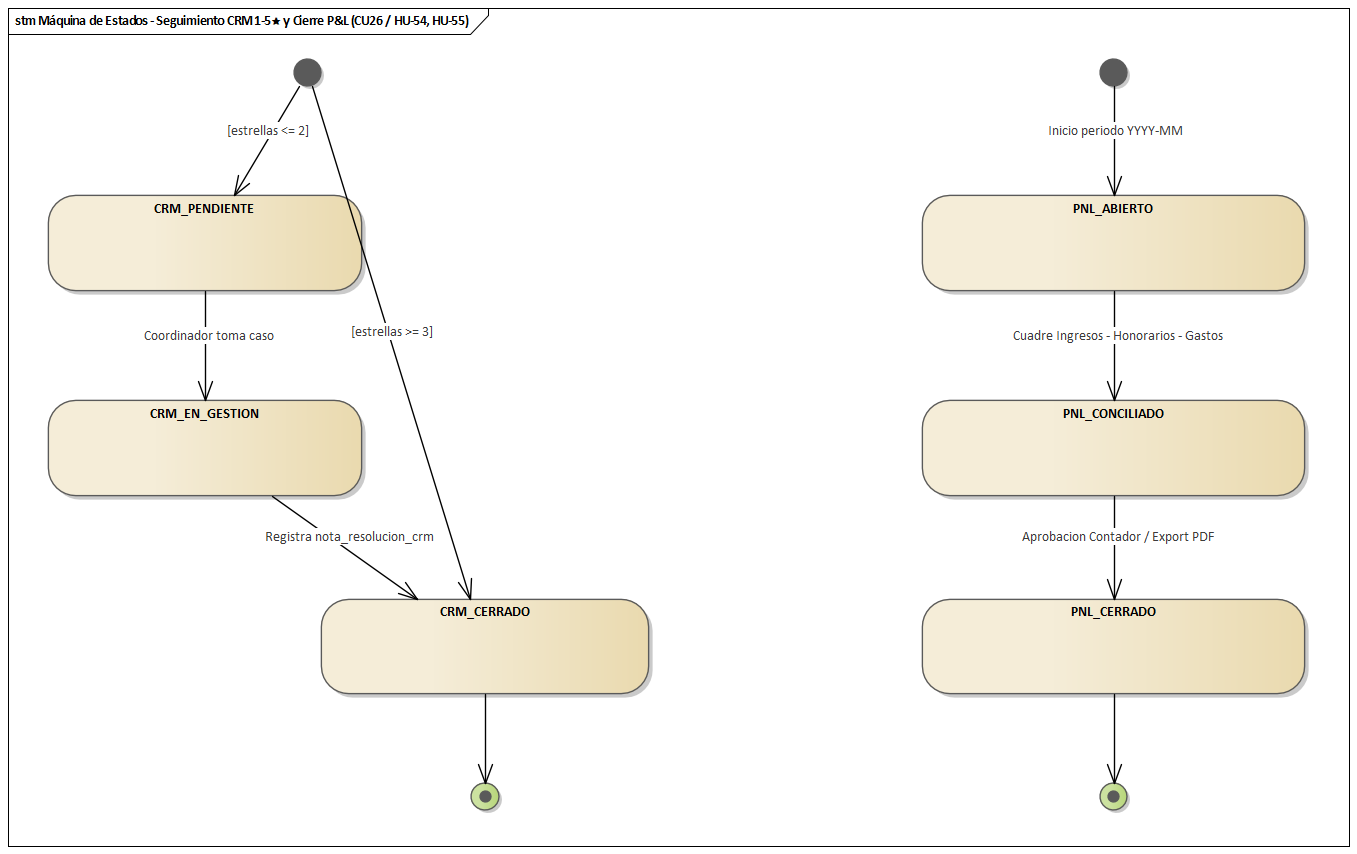 stm Máquina de Estados - Seguimiento CRM 1-5★ y Cierre P&L (CU26 / HU-54, HU-55)
[estrellas <= 2]
Inicio periodo YYYY-MM
CRM_PENDIENTE
PNL_ABIERTO
[estrellas >= 3]
Coordinador toma caso
Cuadre Ingresos - Honorarios - Gastos
CRM_EN_GESTION
PNL_CONCILIADO
Registra nota_resolucion_crm
Aprobacion Contador / Export PDF
CRM_CERRADO
PNL_CERRADO